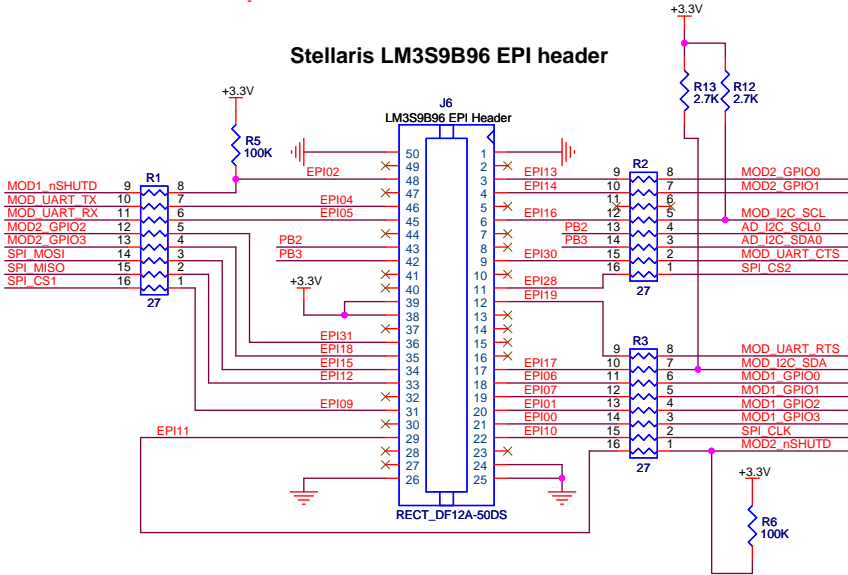 Stellaris LM3S9B96 EPI header
+3.3V
R13
2.7K
R12
2.7K
+3.3V
R5
100K
J6
LM3S9B96 EPI Header
RECT_DF12A-50DS
50
49
48
47
46
45
44
43
42
41
40
39
38
37
36
35
34
33
32
31
30
29
28
27
26
1
2
3
4
5
6
7
8
9
10
11
12
13
14
15
16
17
18
19
20
21
22
23
24
25
R1
MOD1_nSHUTD 9 8 EPI02
MOD_UART_TX 10 7 EPI04
MOD_UART_RX 11 6 EPI05
MOD2_GPIO2 12 5
MOD2_GPIO3 13 4
SPI_MOSI 14 3
SPI_MISO 15 2
SPI_CS1 16 1
27
PB2
PB3
+3.3V
EPI31
EPI18
EPI15
EPI12
EPI09
EPI11
R2
EPI13 9 8 MOD2_GPIO0
EPI14 10 7 MOD2_GPIO1
11 6
EPI16 12 5 MOD_I2C_SCL
PB2 13 4 AD_I2C_SCL0
PB3 14 3 AD_I2C_SDA0
EPI30 15 2 MOD_UART_CTS
16 1 SPI_CS2
EPI28
27
EPI19
R3
9 8 MOD_UART_RTS
EPI17 10 7 MOD_I2C_SDA
EPI06 11 6 MOD1_GPIO0
EPI07 12 5 MOD1_GPIO1
EPI01 13 4 MOD1_GPIO2
EPI00 14 3 MOD1_GPIO3
EPI10 15 2 SPI_CLK
16 1 MOD2_nSHUTD
27
+3.3V
R6
100K